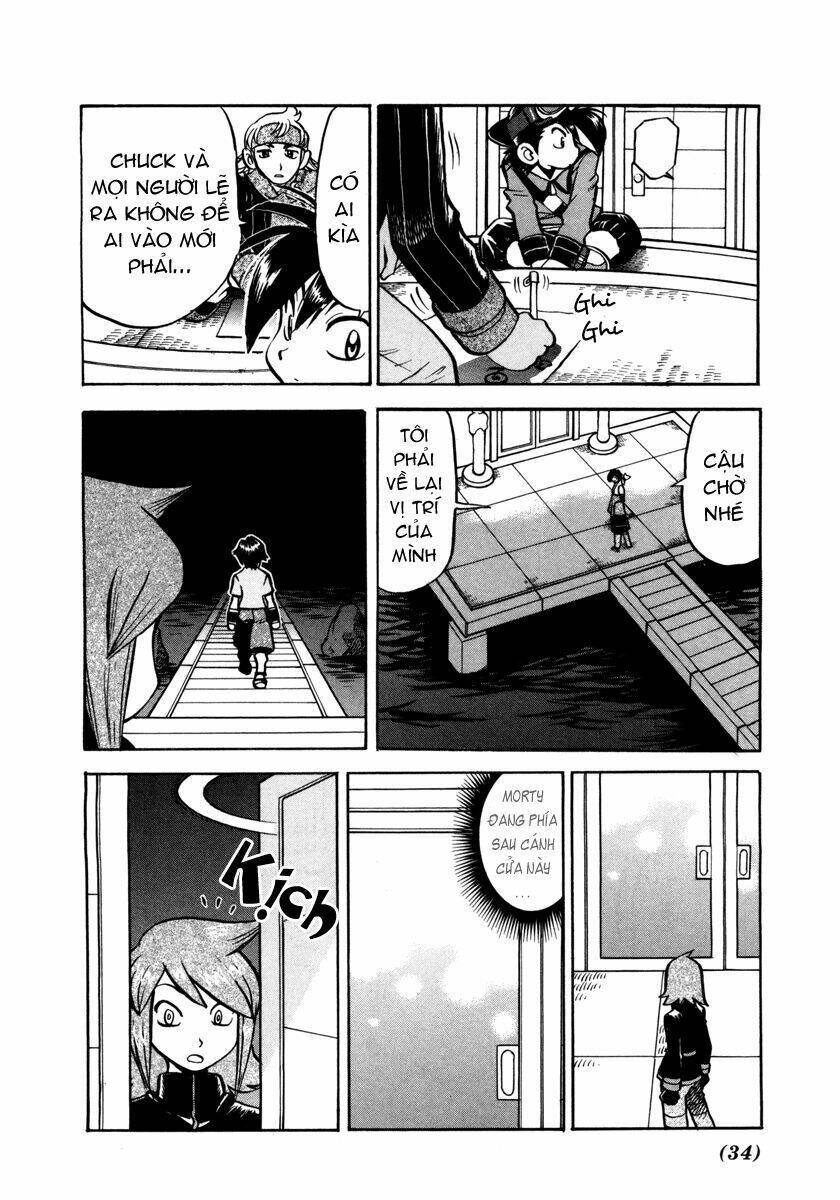 Ghi
Ghi
CÓ
AI
KÌA
CHUCK VÀ
MỌI NGƯỜI LẼ
RA KHÔNG ĐỂ
AI VÀO MỚI
PHẢI...
CẬU
CHỜ
NHÉ
TÔI
PHẢI
VỀ LẠI
VỊ TRÍ
CỦA
MÌNH
MORTY
ĐANG PHÍA
SAU CÁNH
CỬA NÀY
...
Kịch
(34)